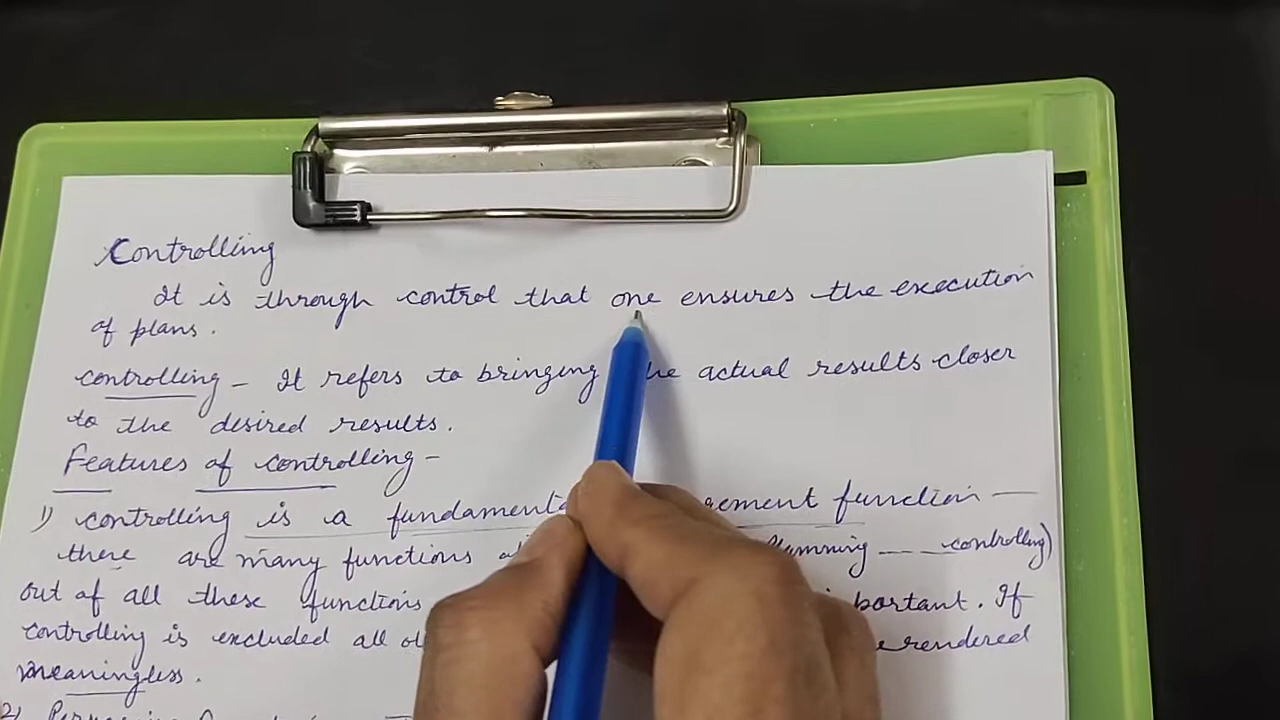 Controlling
It is through control that one ensures the execution
of plans.
controlling - It refers to bringing the actual results closer
to the desired results.
Features of controlling -
1) controlling is a fundamental function -
there are many functions planning - - - controlling)
out of all these functions important. If
controlling is excluded all rendered
meaningless.
2)